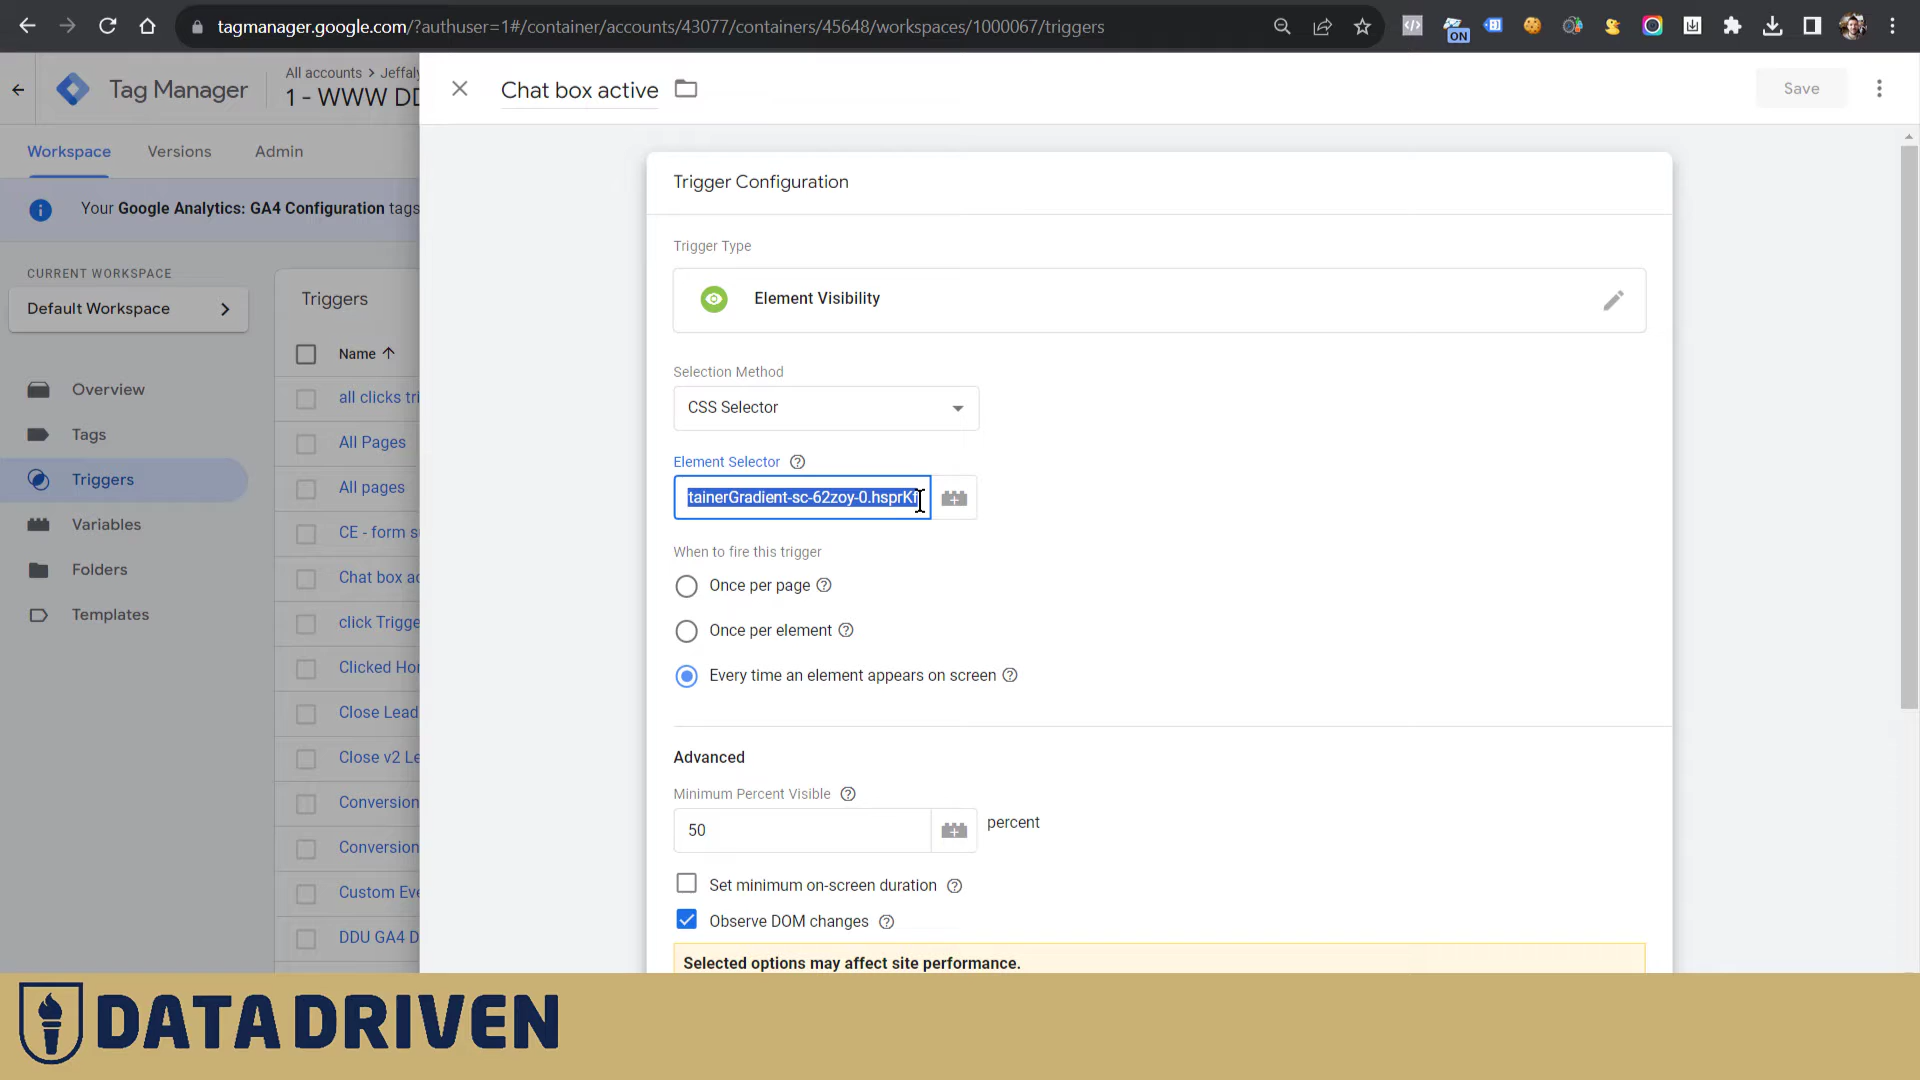 tagmanager.google.com/?authuser=1#/container/accounts/43077/containers/45648/workspaces/1000067/triggers
ON
Tag Manager
All accounts > Jeffaly
1 - WWW DD
Chat box active
Save
Workspace
Versions
Admin
Your Google Analytics: GA4 Configuration tags
CURRENT WORKSPACE
Default Workspace
Overview
Tags
Triggers
Variables
Folders
Templates
Triggers
Name
all clicks tri
All Pages
All pages
CE - form s
Chat box ac
click Trigge
Clicked Ho
Close Lead
Close v2 Le
Conversion
Conversion
Custom Eve
DDU GA4 D
Trigger Configuration
Trigger Type
Element Visibility
Selection Method
CSS Selector
Element Selector
tainerGradient-sc-62zoy-0.hsprKf
When to fire this trigger
Once per page
Once per element
Every time an element appears on screen
Advanced
Minimum Percent Visible
50
percent
Set minimum on-screen duration
Observe DOM changes
Selected options may affect site performance.
DATA DRIVEN